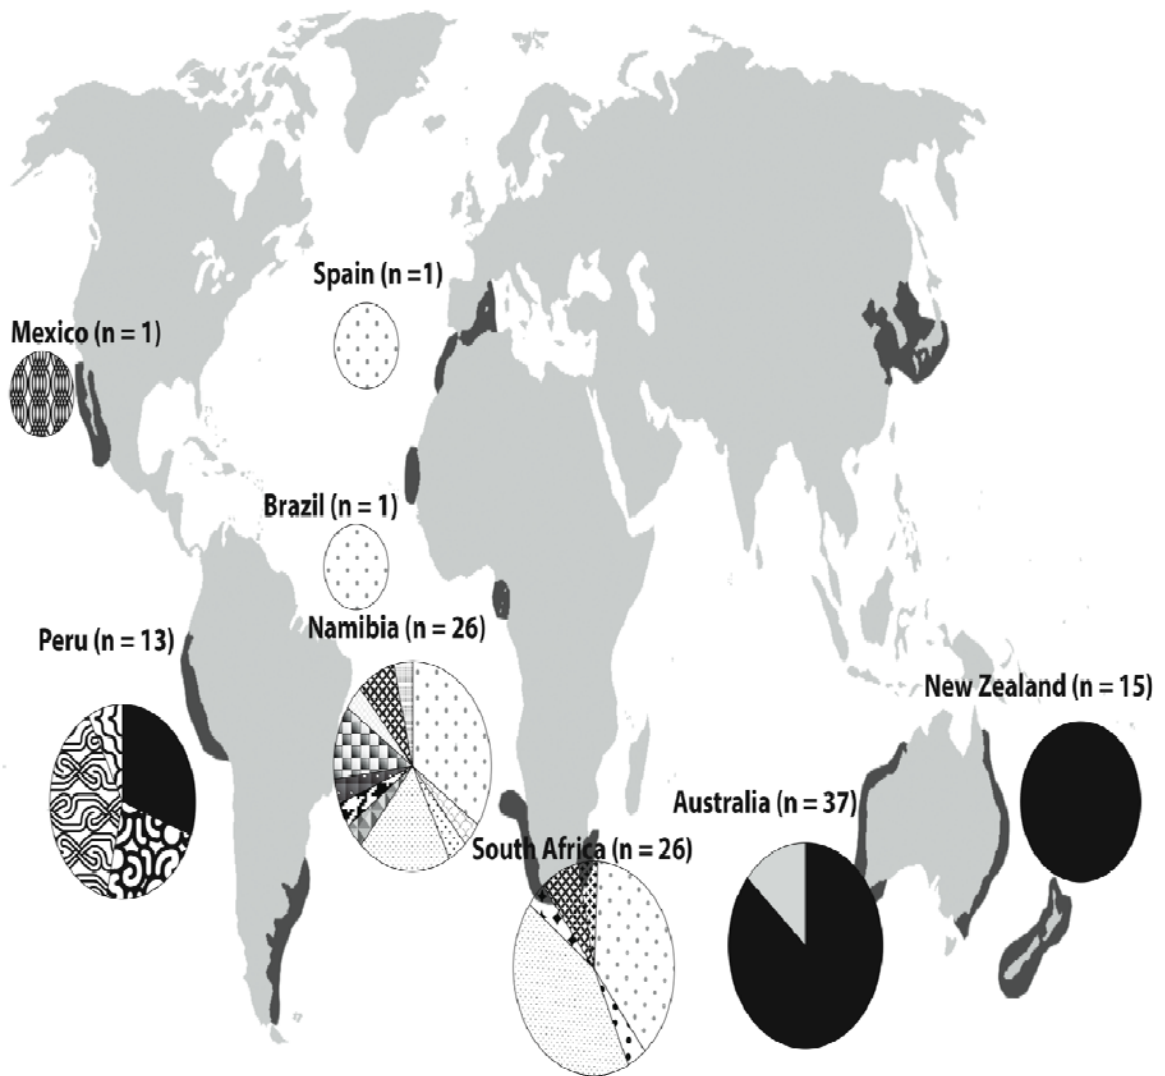 Spain (n =1)
Mexico (n = 1)
Brazil (n = 1)
Namibia (n = 26)
Peru (n = 13)
New Zealand (n = 15)
Australia (n = 37)
South Africa (n = 26)